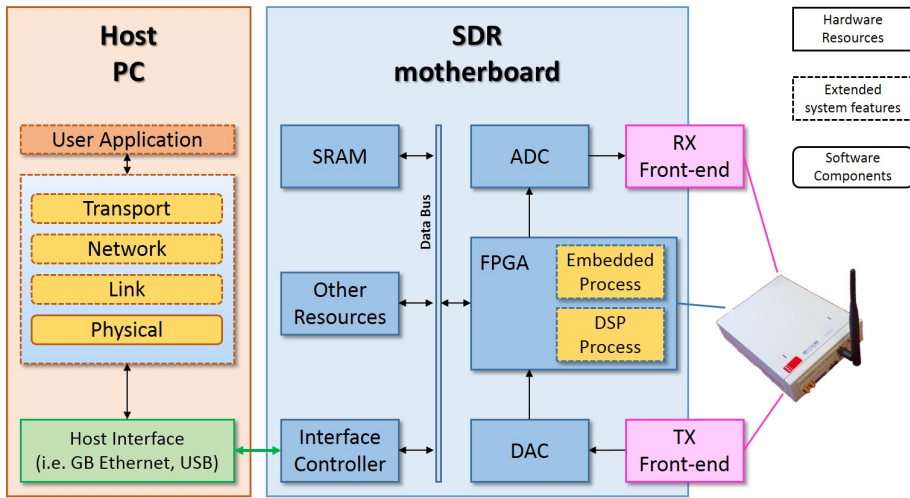 Host
PC
User Application
Transport
Network
Link
Physical
Host Interface
(i.e. GB Ethernet, USB)
SDR
motherboard
SRAM
Other
Resources
Interface
Controller
Data Bus
ADC
FPGA
Embedded
Process
DSP
Process
DAC
RX
Front-end
TX
Front-end
Hardware
Resources
Extended
system features
Software
Components